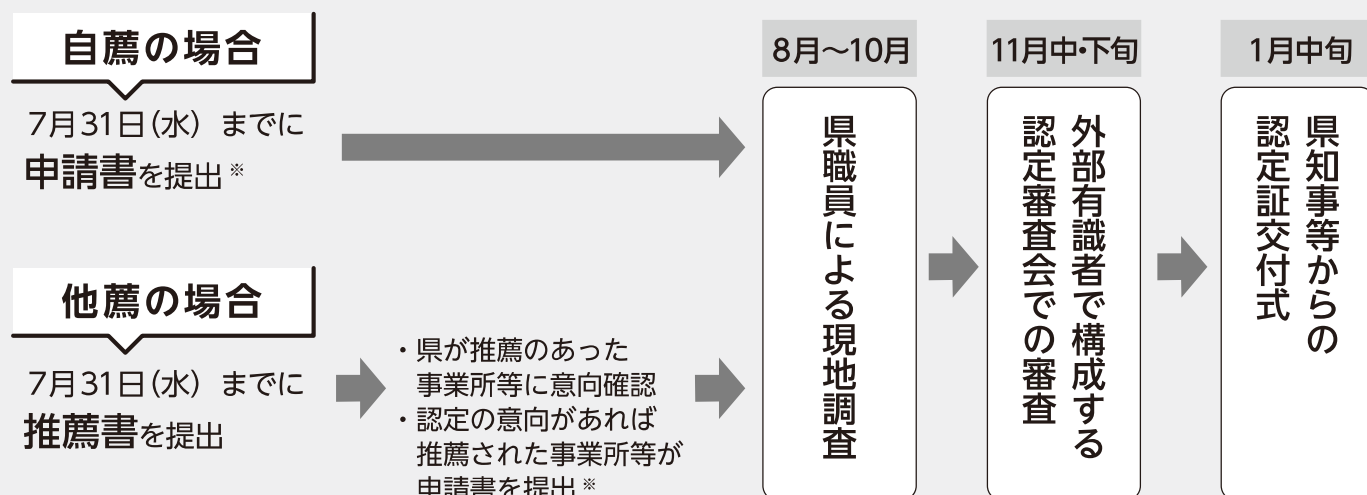 自薦の場合
7月31日(水) までに
申請書を提出※
他薦の場合
7月31日(水) までに
推薦書を提出
・県が推薦のあった
事業所等に意向確認
・認定の意向があれば
推薦された事業所等が
申請書を提出※
8月〜10月
県職員による現地調査
11月中・下旬
外部有識者で構成する
認定審査会での審査
1月中旬
県知事等からの
認定証交付式